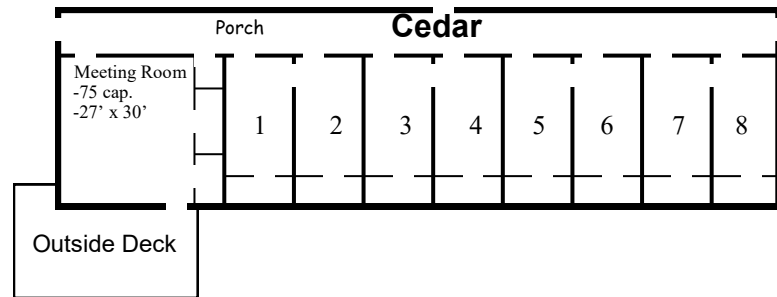 Porch
Cedar
Meeting Room
-75 cap.
-27’ x 30’
1 2 3 4 5 6 7 8
Outside Deck